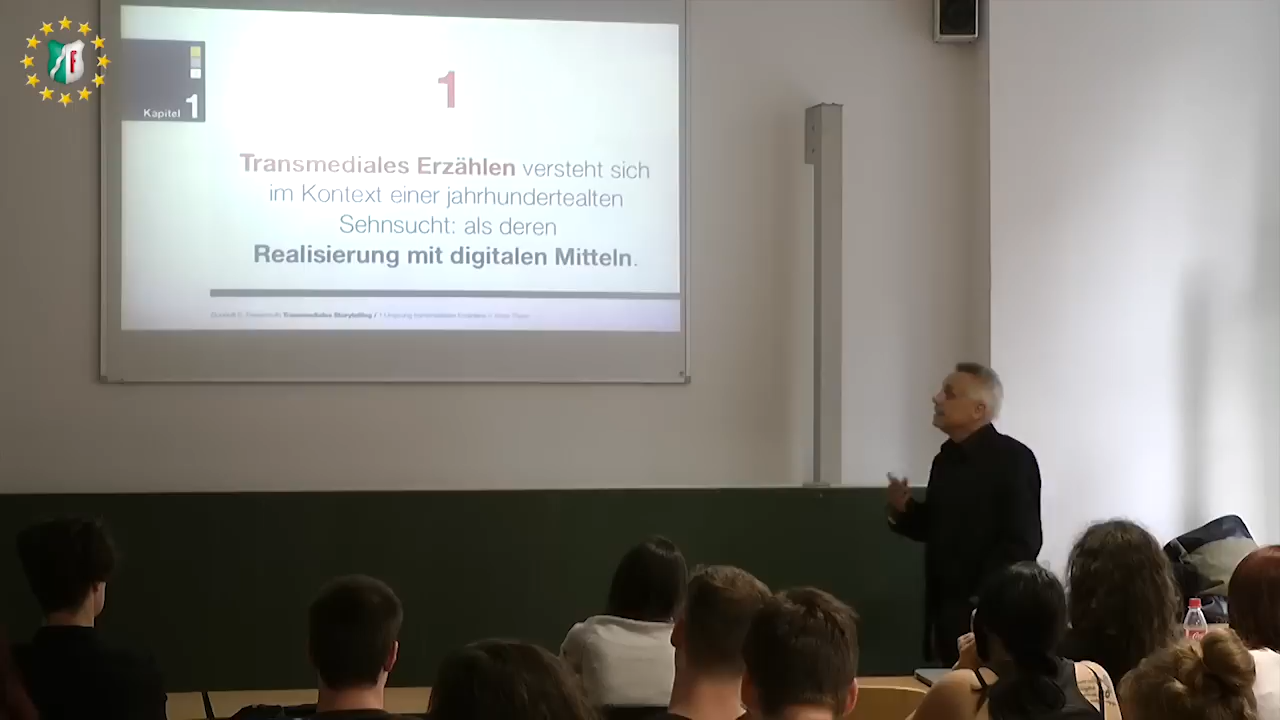 F
Kapitel 1
1
Transmediales Erzählen versteht sich
im Kontext einer jahrhundertealten
Sehnsucht: als deren
Realisierung mit digitalen Mitteln.
Transmediales Storytelling / 1